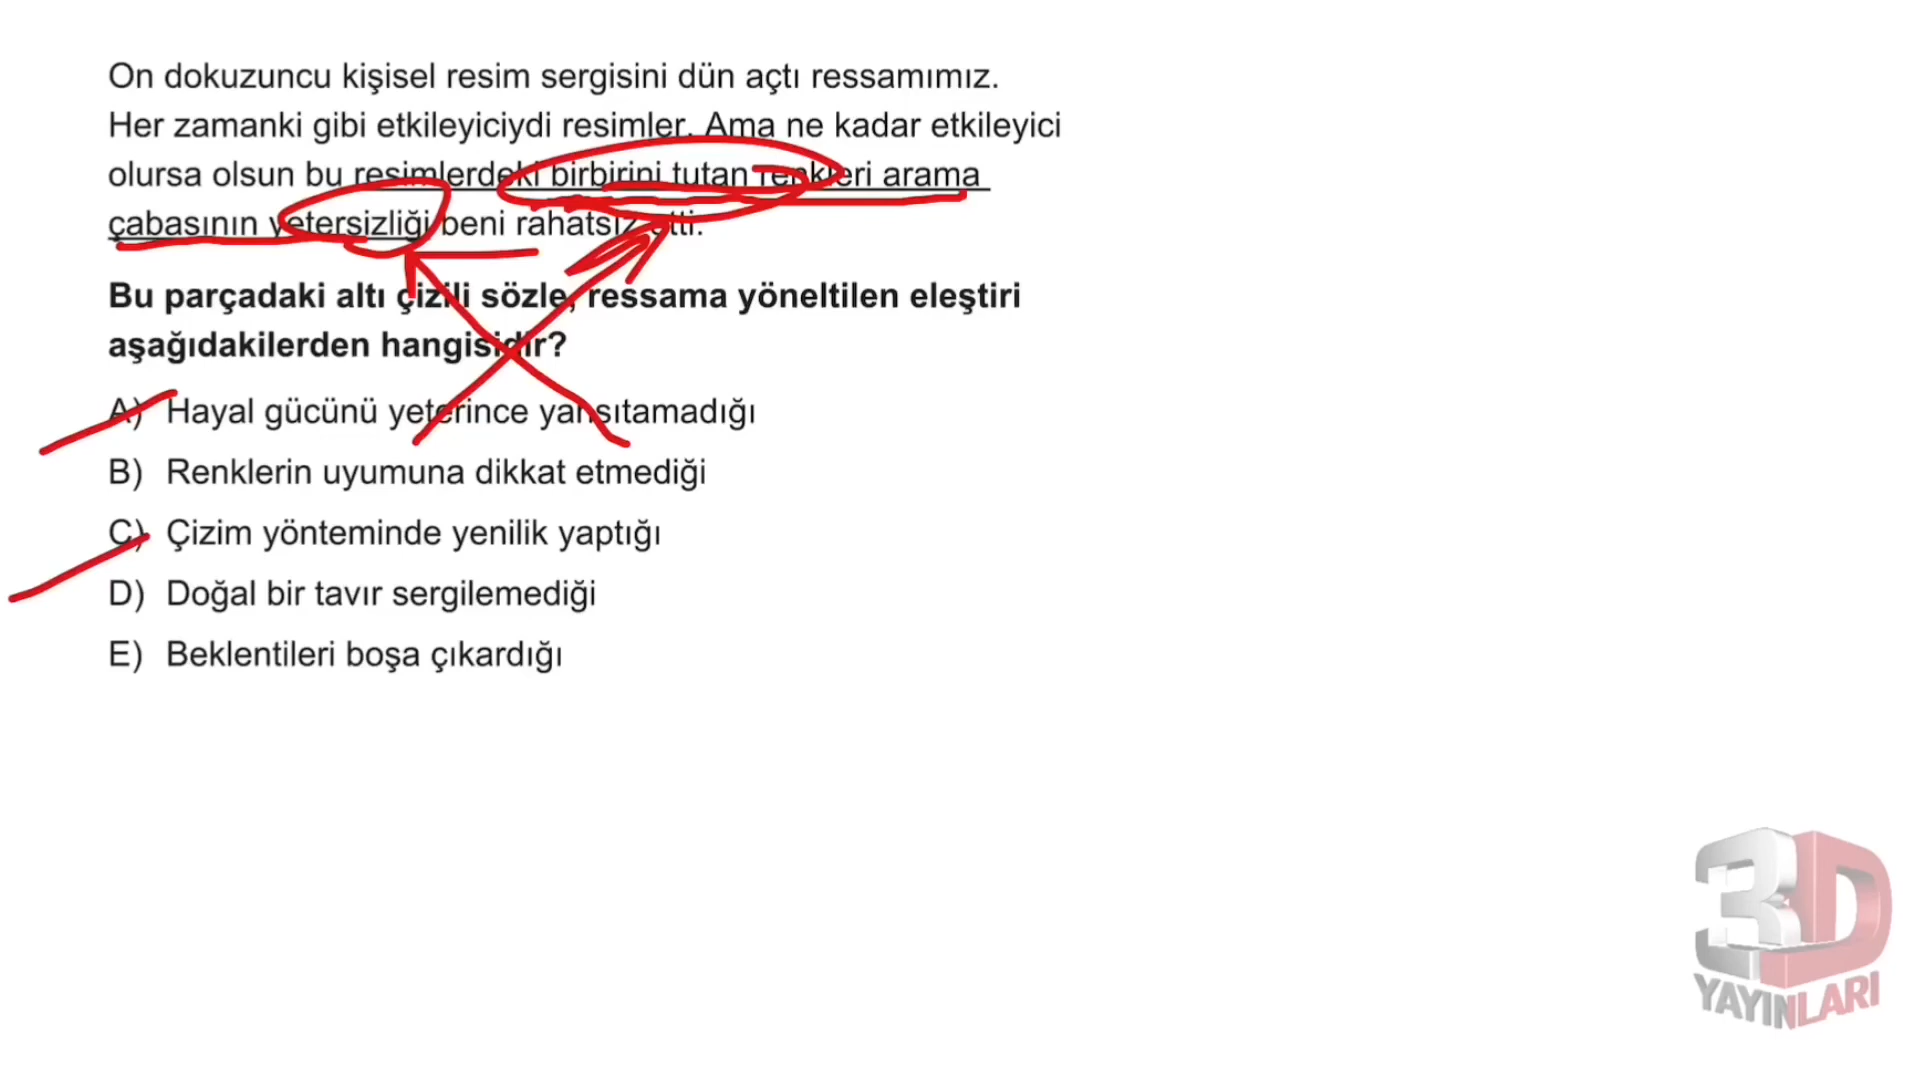 On dokuzuncu kişisel resim sergisini dün açtı ressamımız.
Her zamanki gibi etkileyiciydi resimler. Ama ne kadar etkileyici
olursa olsun bu resimlerdeki birbirini tutan renkleri arama
çabasının yetersizliği beni rahatsız etti.
Bu parçadaki altı çizili sözle, ressama yöneltilen eleştiri
aşağıdakilerden hangisidir?
A) Hayal gücünü yeterince yansıtamadığı
B) Renklerin uyumuna dikkat etmediği
C) Çizim yönteminde yenilik yaptığı
D) Doğal bir tavır sergilemediği
E) Beklentileri boşa çıkardığı
3D
YAYINLARI